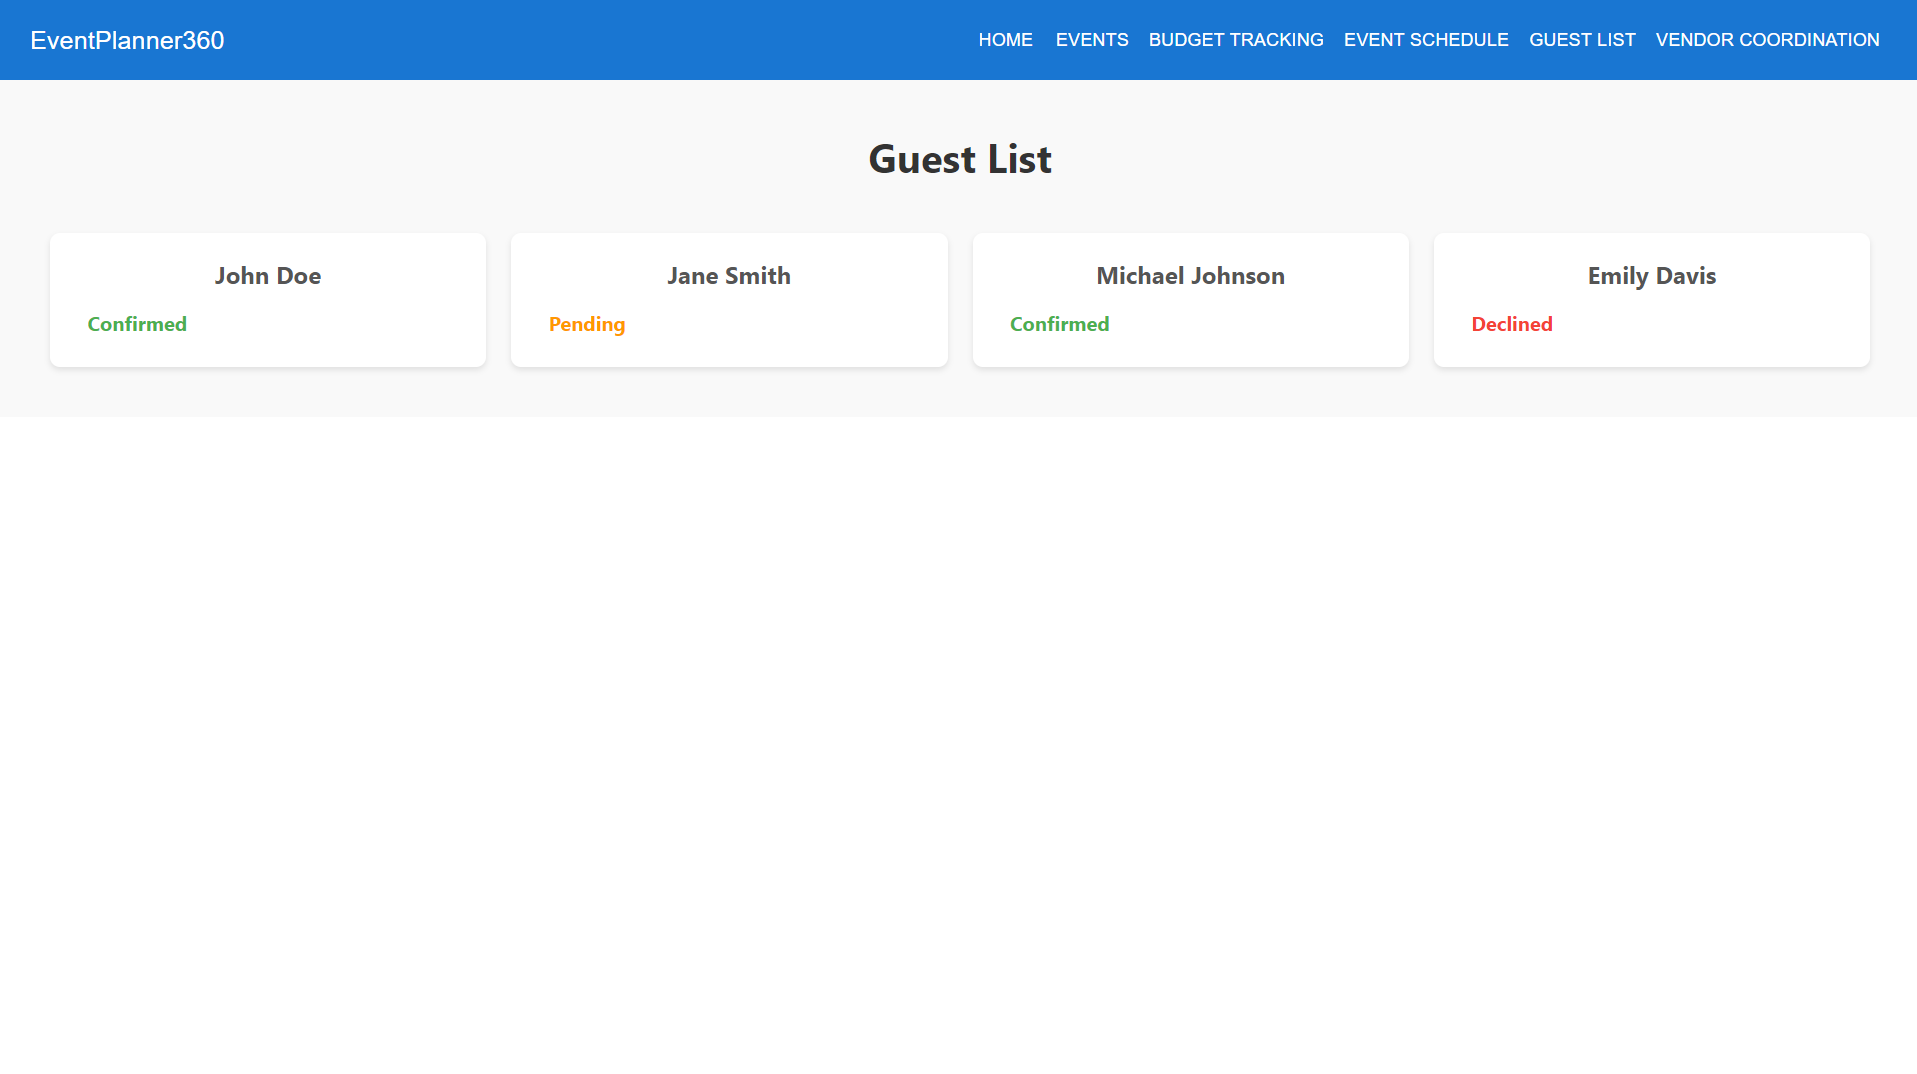 EventPlanner360
HOME EVENTS BUDGET TRACKING EVENT SCHEDULE GUEST LIST VENDOR COORDINATION
Guest List
John Doe
Confirmed
Jane Smith
Pending
Michael Johnson
Confirmed
Emily Davis
Declined